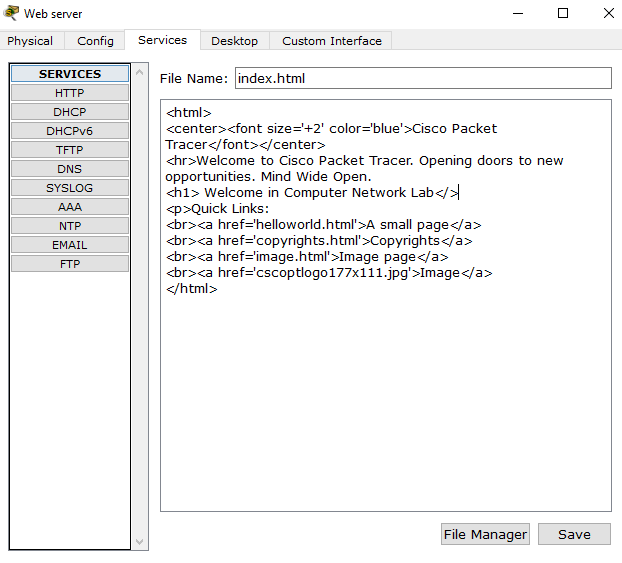 Web server
Physical Config Services Desktop Custom Interface
SERVICES
HTTP
DHCP
DHCPv6
TFTP
DNS
SYSLOG
AAA
NTP
EMAIL
FTP
File Name: index.html
<html>
<center><font size='+2' color='blue'>Cisco Packet
Tracer</font></center>
<hr>Welcome to Cisco Packet Tracer. Opening doors to new
opportunities. Mind Wide Open.
<h1> Welcome in Computer Network Lab</>
<p>Quick Links:
<br><a href='helloworld.html'>A small page</a>
<br><a href='copyrights.html'>Copyrights</a>
<br><a href='image.html'>Image page</a>
<br><a href='cscoptlogo177x111.jpg'>Image</a>
</html>
File Manager Save